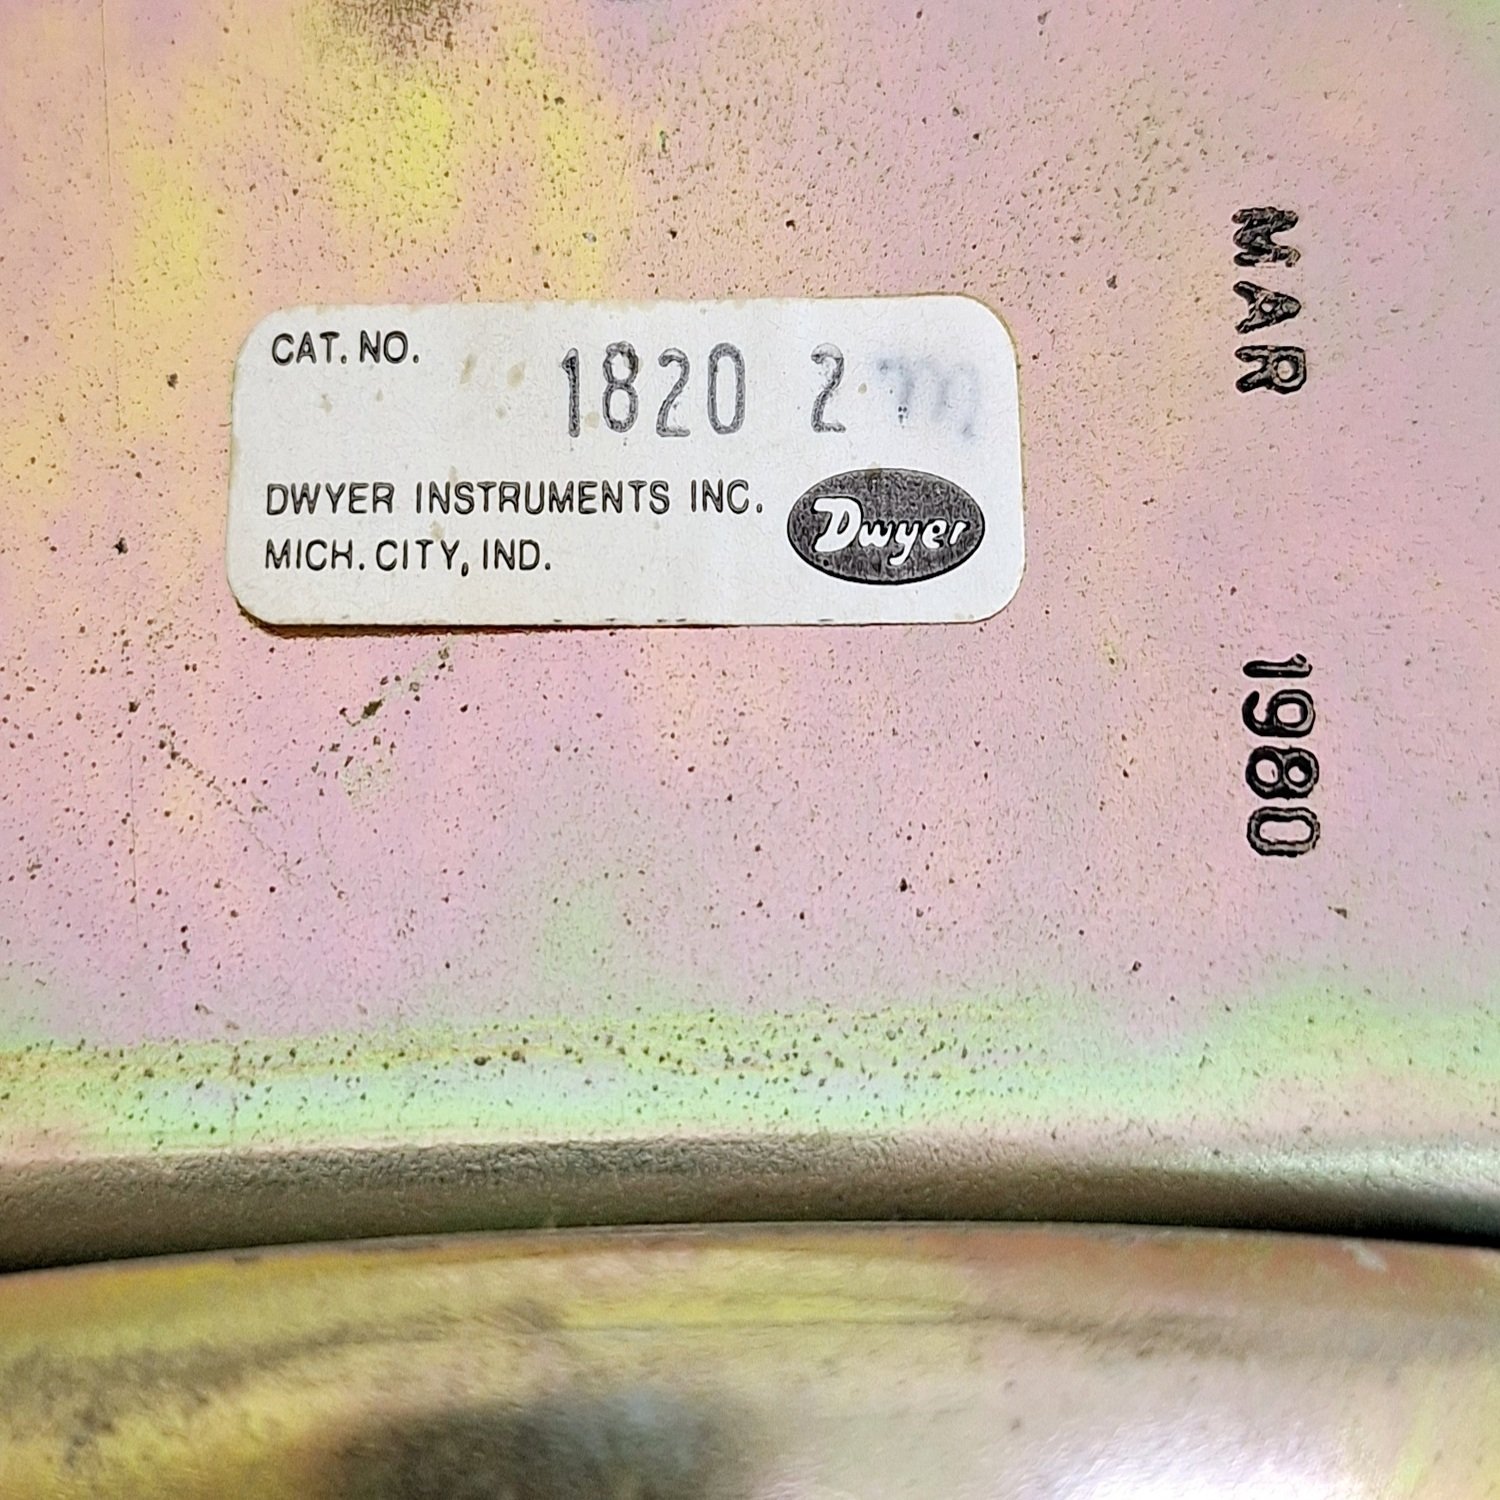 CAT. NO.
1820 2
DWYER INSTRUMENTS INC.
MICH. CITY, IND.
Dwyer
MAR 1980